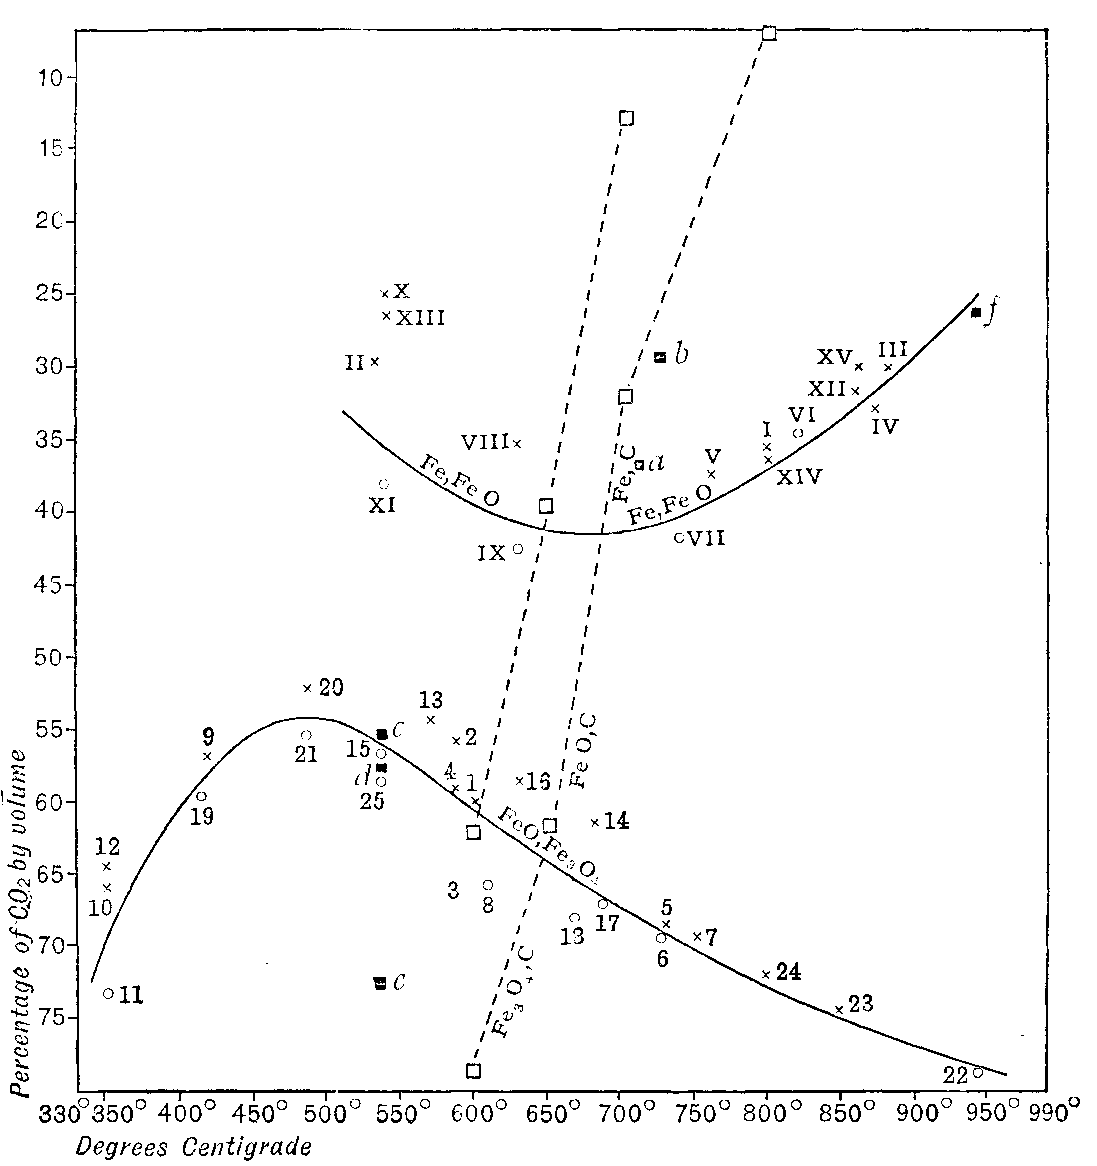 10
15
20
25
30
35
40
45
50
55
60
65
70
75
Percentage of CO2 by volume
X
XIII
II
VIII
XI
IX
Fe,Fe O
Fe,C
Fe,Fe O
b
a
V
VII
I
XIV
VI
XV
XII
III
IV
f
20
21
9
19
12
10
11
c
15
d
25
c
13
2
4
1
16
14
3
8
13
17
5
6
7
24
23
22
FeO,Fe3O4
Fe O,C
Fe3O4,C
330° 350° 400° 450° 500° 550° 600° 650° 700° 750° 800° 850° 900° 950° 990°
Degrees Centigrade